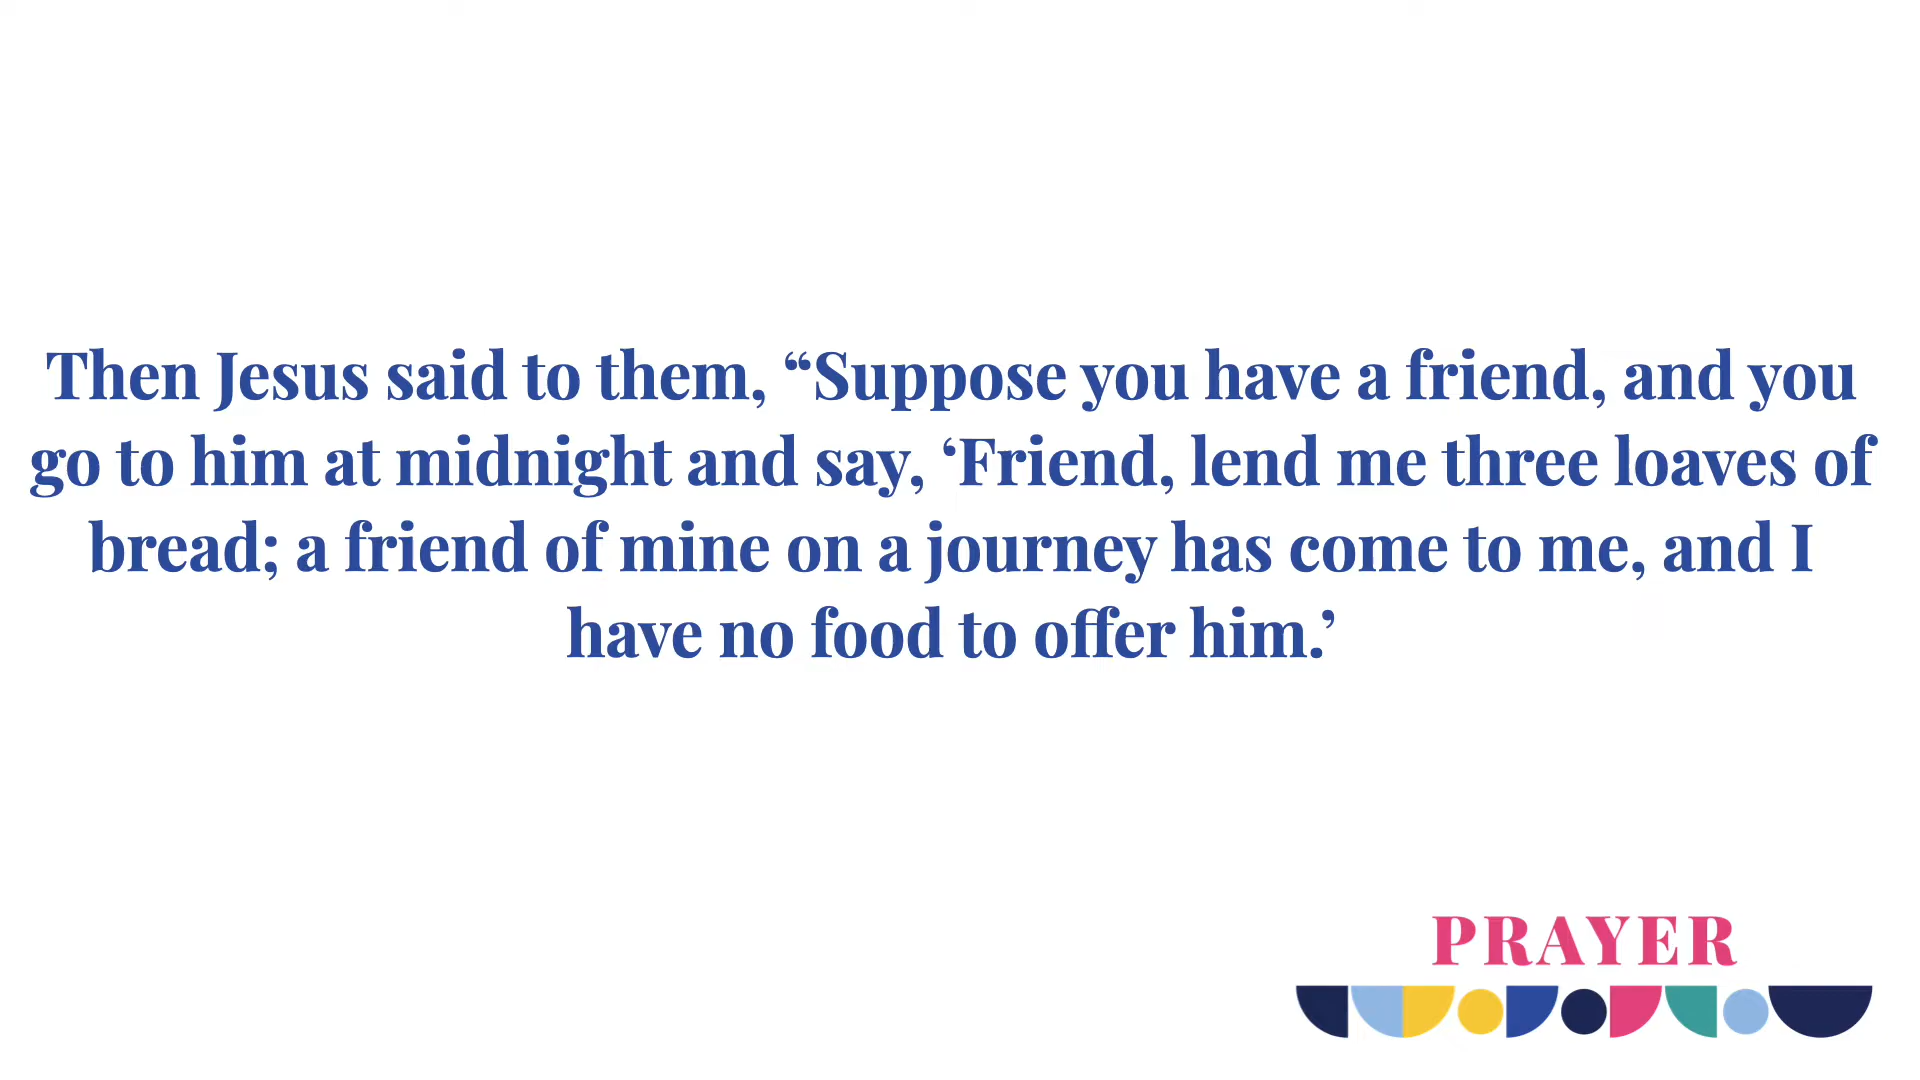 Then Jesus said to them, “Suppose you have a friend, and you
go to him at midnight and say, ‘Friend, lend me three loaves of
bread; a friend of mine on a journey has come to me, and I
have no food to offer him.’
PRAYER